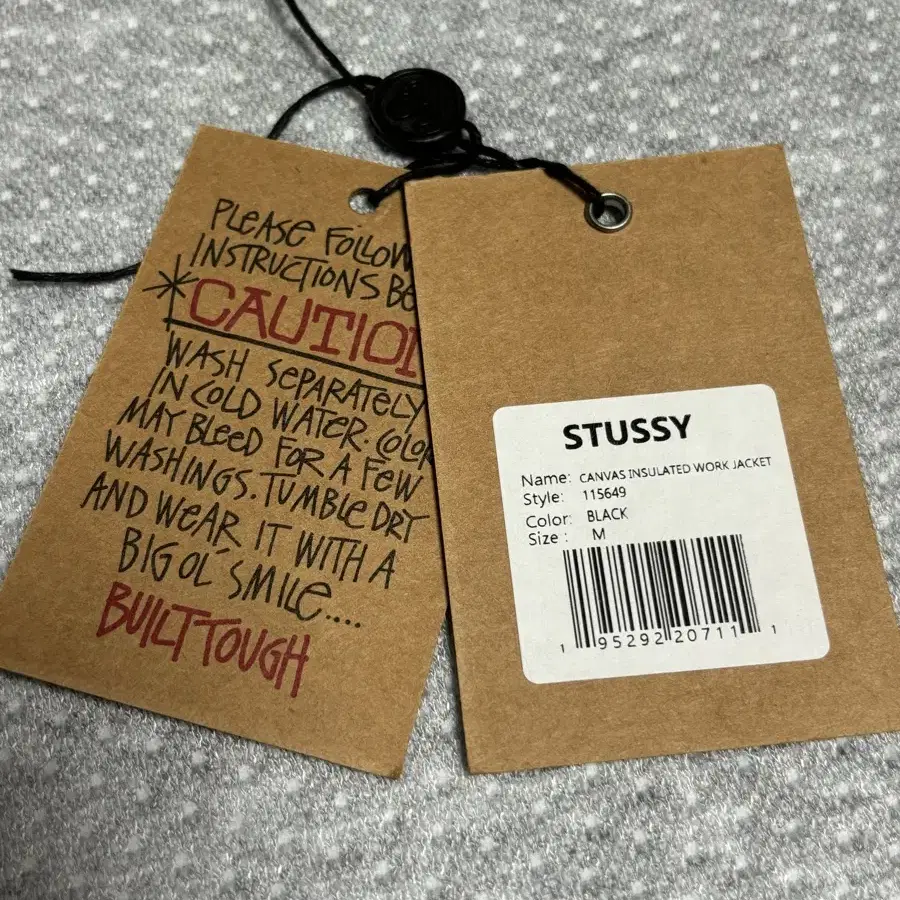 PLEASE FOLLOW
INSTRUCTIONS BE
*CAUTION
WASH SEPARATELY
IN COLD WATER. COLOR
MAY BLEED FOR A FEW
WASHINGS. TUMBLE DRY
AND WEAR IT WITH A
BIG OL' SMILE....
BUILT TOUGH
STUSSY
Name: CANVAS INSULATED WORK JACKET
Style: 115649
Color: BLACK
Size : M
1 95292 20711 1